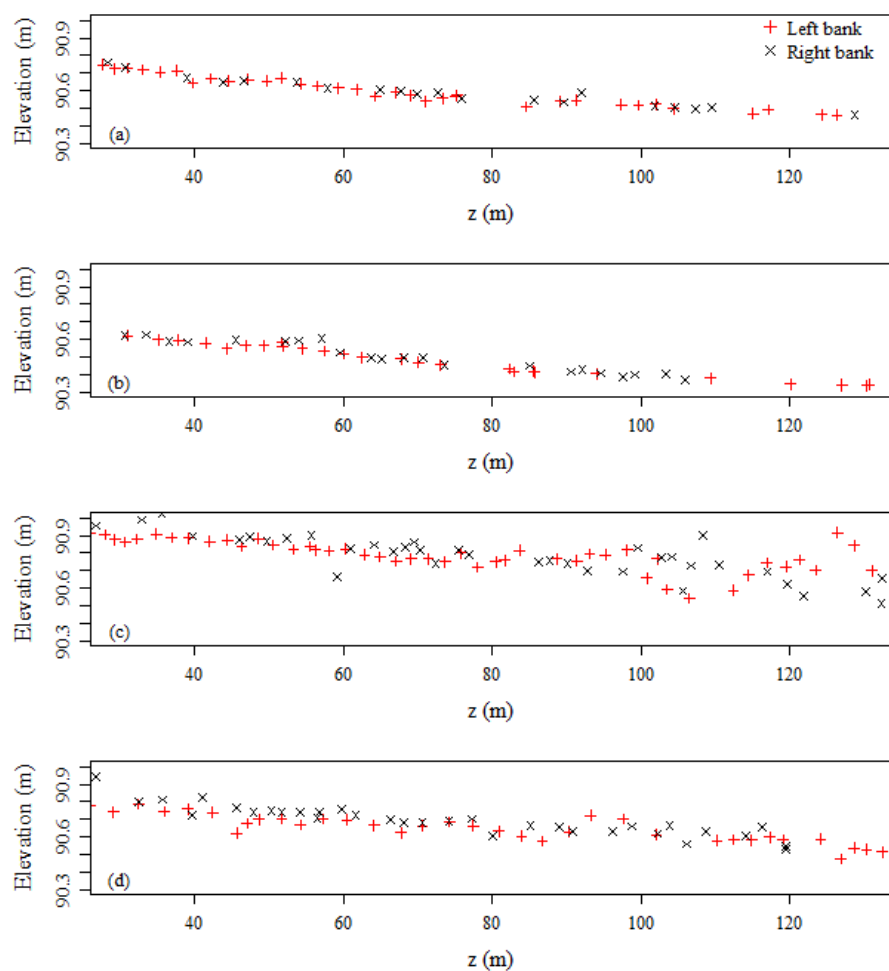 Elevation (m)
90.3 90.6 90.9
+ Left bank
× Right bank
(a)
40 60 80 100 120
z (m)
Elevation (m)
90.3 90.6 90.9
(b)
40 60 80 100 120
z (m)
Elevation (m)
90.3 90.6 90.9
(c)
40 60 80 100 120
z (m)
Elevation (m)
90.3 90.6 90.9
(d)
40 60 80 100 120
z (m)